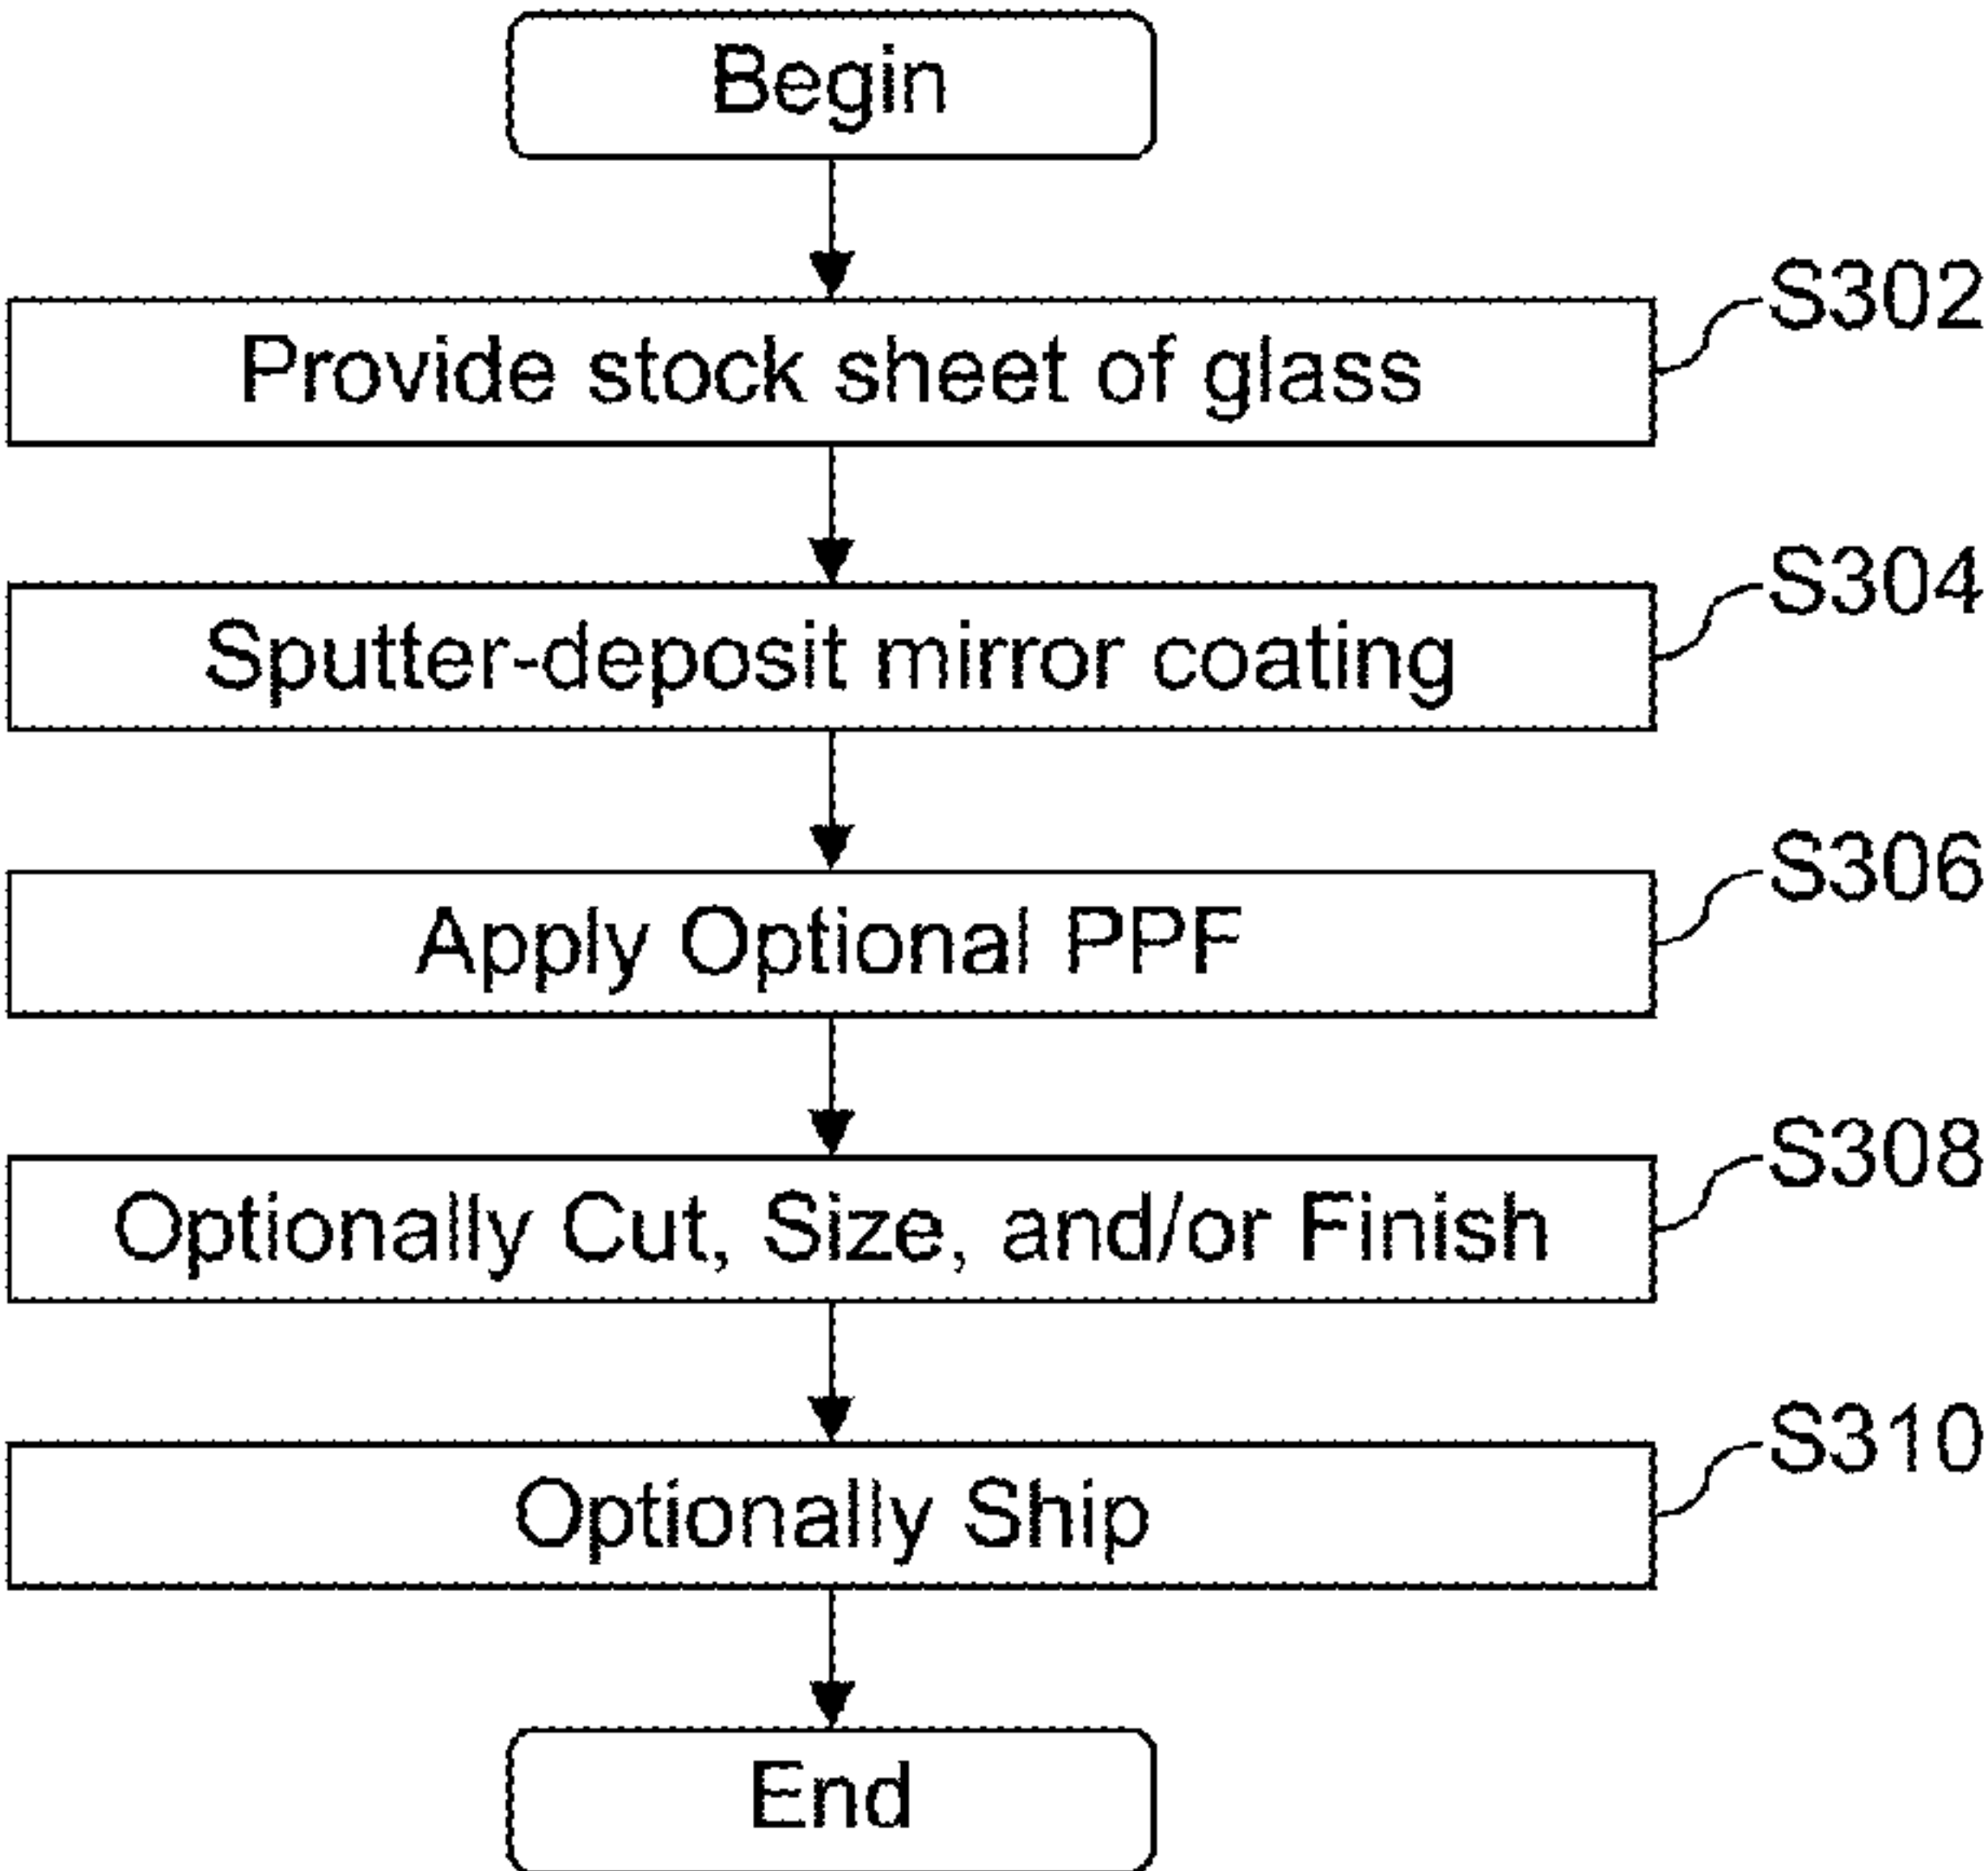 Begin
Provide stock sheet of glass
S302
Sputter-deposit mirror coating
S304
Apply Optional PPF
S306
Optionally Cut, Size, and/or Finish
S308
Optionally Ship
S310
End